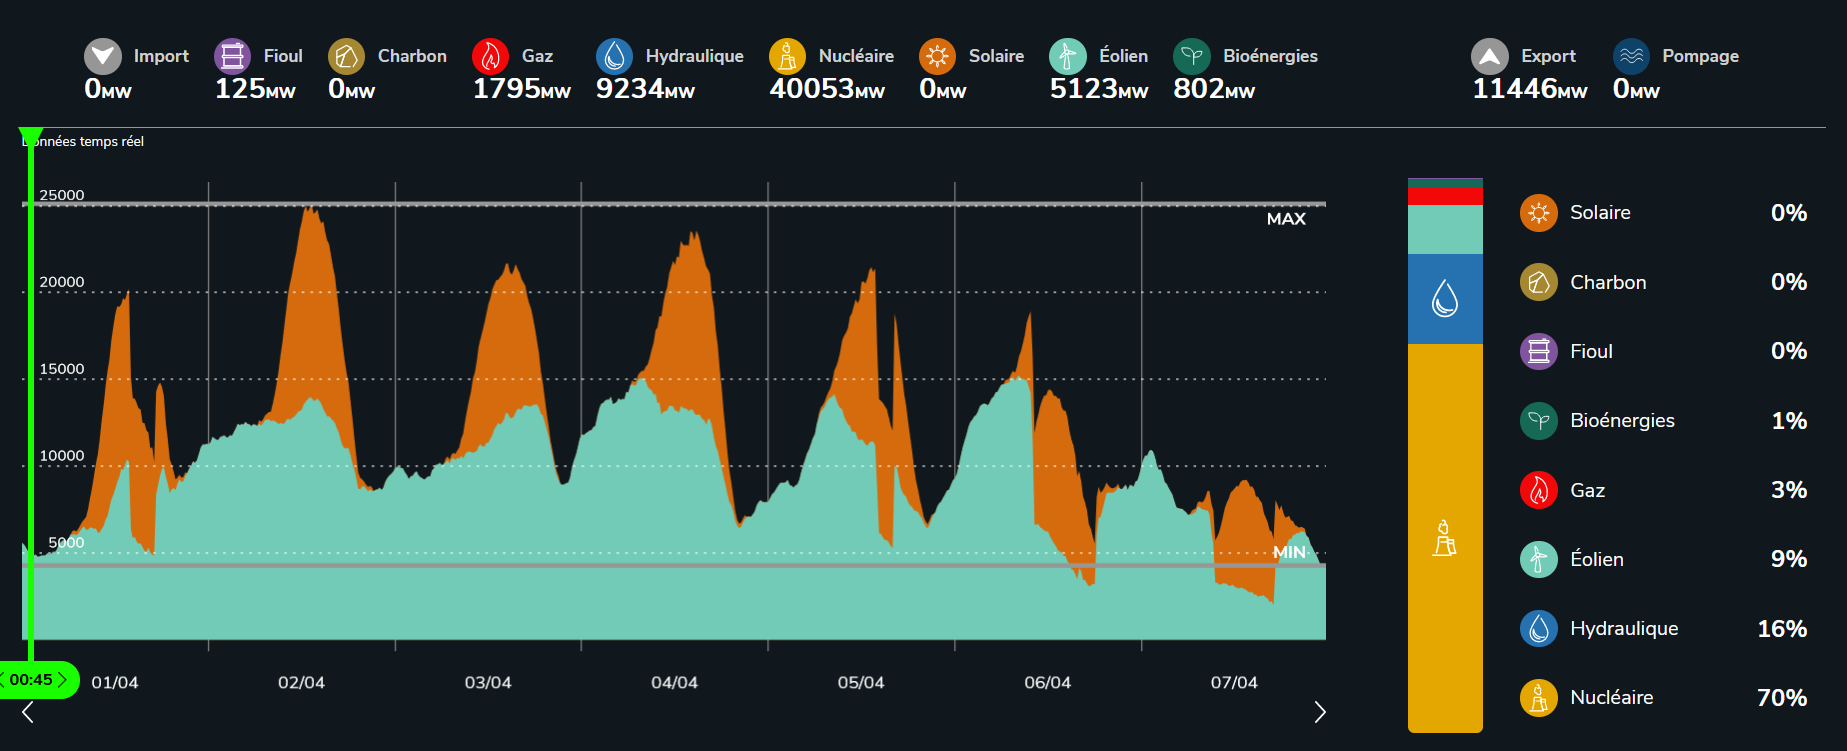 Import Fioul Charbon Gaz Hydraulique Nucléaire Solaire Éolien Bioénergies Export Pompage
0MW 125MW 0MW 1795MW 9234MW 40053MW 0MW 5123MW 802MW 11446MW 0MW
Données temps réel
25000
MAX
20000
15000
10000
5000
MIN
00:45 01/04 02/04 03/04 04/04 05/04 06/04 07/04
Solaire 0%
Charbon 0%
Fioul 0%
Bioénergies 1%
Gaz 3%
Éolien 9%
Hydraulique 16%
Nucléaire 70%